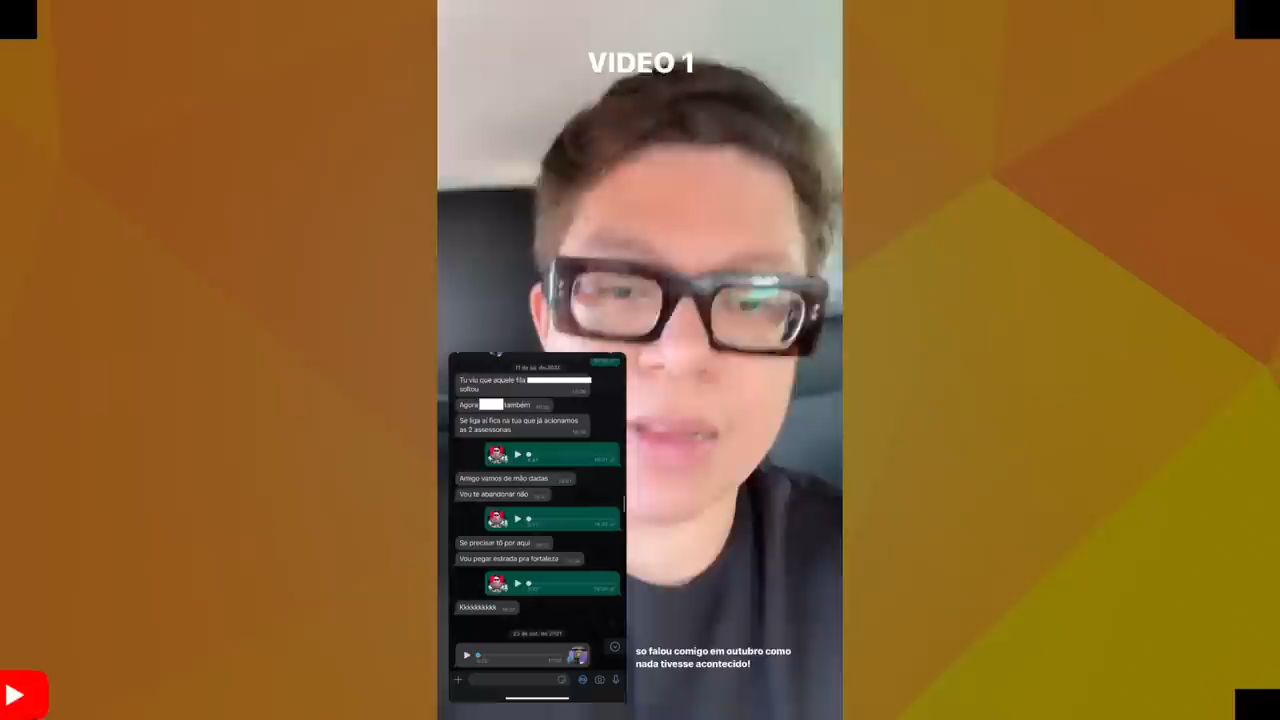 VIDEO 1
Tu viu que aquele fila
soltou
Agora também
Se liga aí fica na tua que já acionamos
as 2 assessorias
Amigo vamos de mão dadas
Vou te abandonar não
Se precisar tô por aqui
Vou pegar estrada pra fortaleza
Kkkkkkkkkk
so falou comigo em outubro como
nada tivesse acontecido!